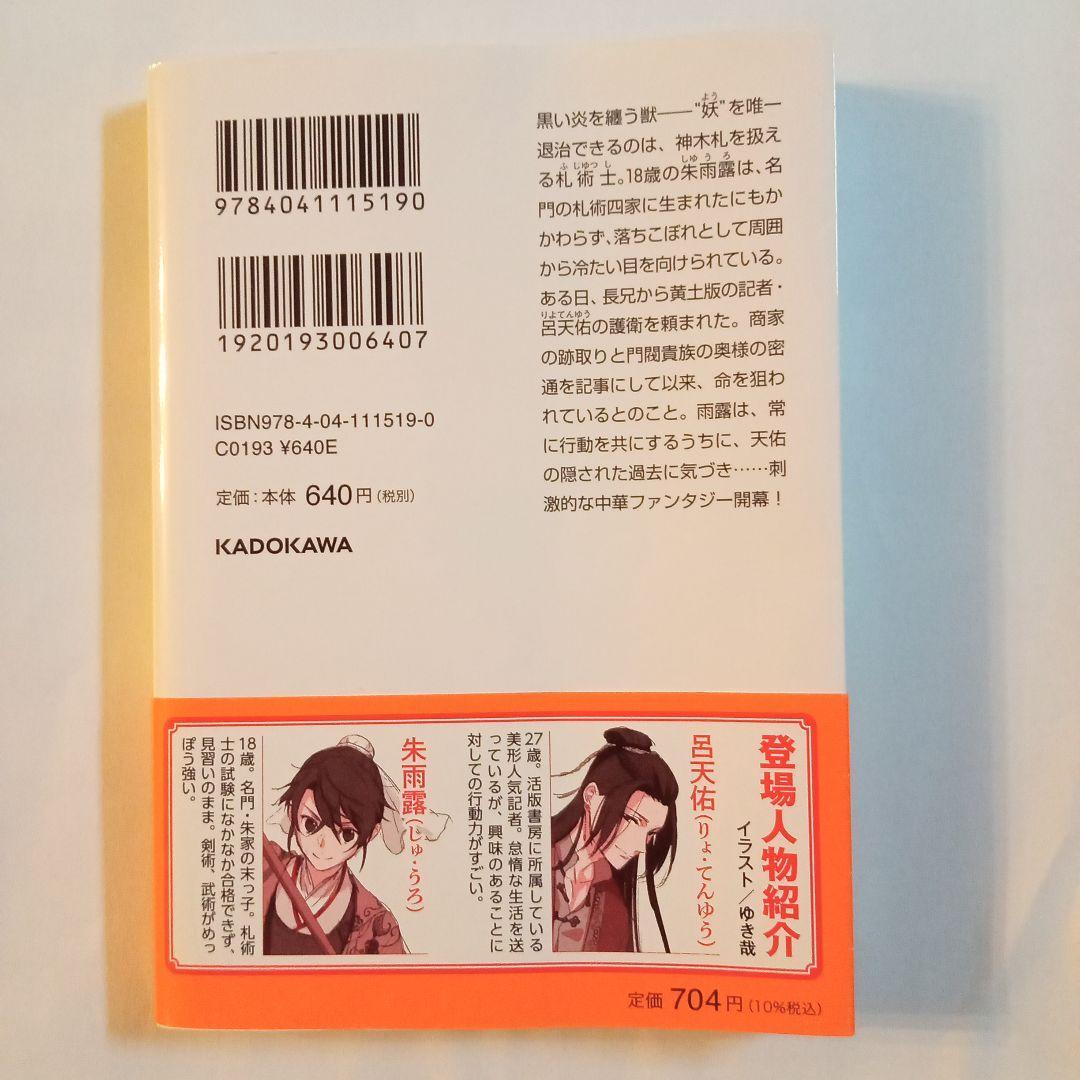 9784041115190
1920193006407
ISBN978-4-04-111519-0
C0193 ¥640E
定価：本体 640円（税別）
KADOKAWA
黒い炎を纏う獣――“妖”を唯一
退治できるのは、神木札を扱え
る札術士。18歳の朱雨露は、名
門の札術四家に生まれたにもか
かわらず、落ちこぼれとして周囲
から冷たい目を向けられている。
ある日、長兄から黄土版の記者・
呂天佑の護衛を頼まれた。商家
の跡取りと門閥貴族の奥様の密
通を記事にして以来、命を狙わ
れているとのこと。雨露は、常
に行動を共にするうちに、天佑
の隠された過去に気づき……刺
激的な中華ファンタジー開幕！
よう
ふじゅつし
しゅうろ
りよてんゆう
登場人物紹介
イラスト／ゆき哉
呂天佑（りょ・てんゆう）
27歳。活版書房に所属している
美形人気記者。怠惰な生活を送
っているが、興味のあることに
対しての行動力がすごい。
朱雨露（しゅ・うろ）
18歳。名門・朱家の末っ子。札術
士の試験になかなか合格できず、
見習いのまま。剣術、武術がめっ
ぽう強い。
定価 704円（10%税込）